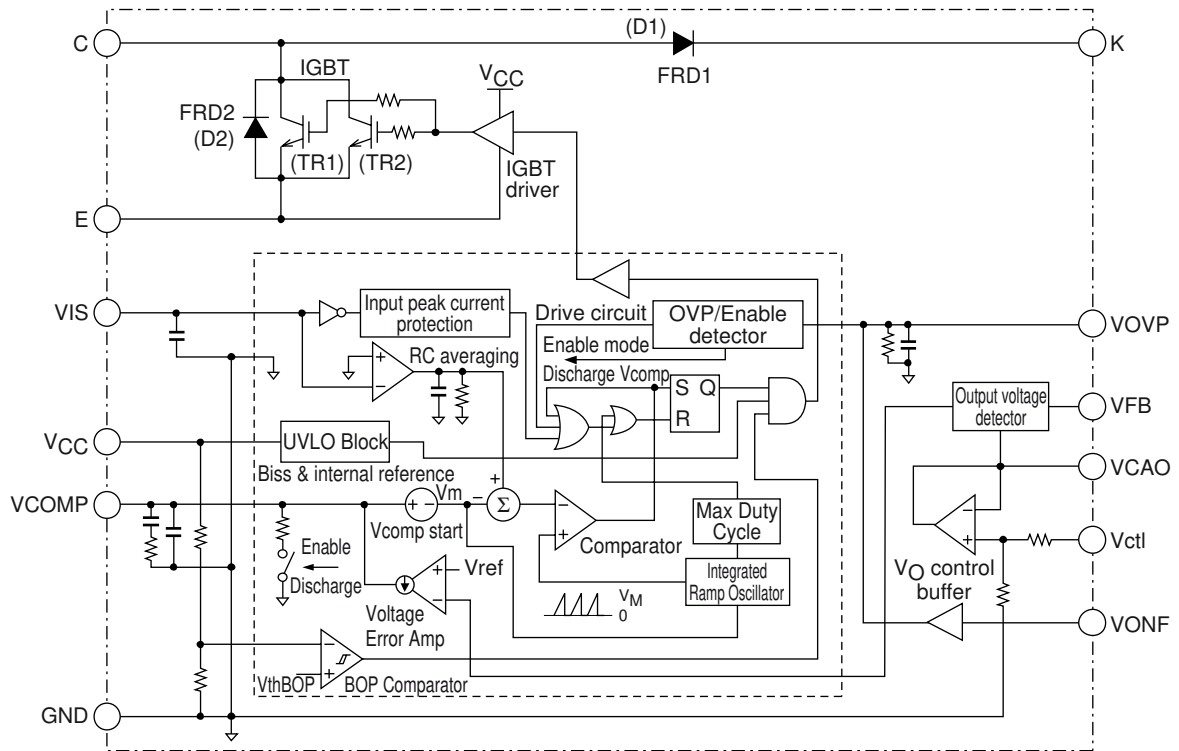 C
(D1)
K
FRD1
IGBT
VCC
FRD2
(D2)
(TR1)
(TR2)
IGBT
driver
E
VIS
Input peak current
protection
Drive circuit
OVP/Enable
detector
VOVP
RC averaging
Enable mode
Discharge Vcomp
S Q
R
Output voltage
detector
VFB
VCC
UVLO Block
Biss & internal reference
VCAO
VCOMP
+ −
Vm
−
+
Σ
Vcomp start
−
+
Comparator
Max Duty
Cycle
−
+
Vctl
Enable
Discharge
Vref
+
−
Integrated
Ramp Oscillator
VO control
buffer
Voltage
Error Amp
VM
0
VONF
−
+
VthBOP
BOP Comparator
GND
+
−